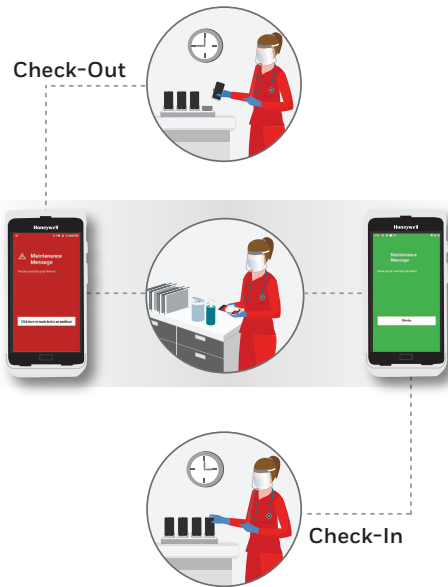 Check-Out
Honeywell
Maintenance
Message
Please sanitize your device
Click here to mark device as sanitized
Honeywell
Maintenance
Message
Check-In